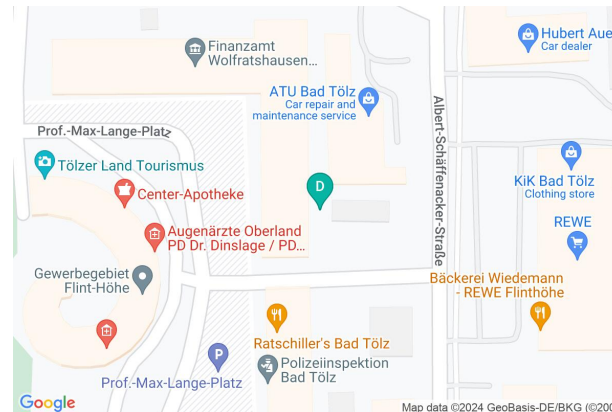 Finanzamt
Wolfratshausen...
Hubert Aue
Car dealer
ATU Bad Tölz
Car repair and
maintenance service
Albert-Schäffenacker-Straße
Prof.-Max-Lange-Platz
Tölzer Land Tourismus
Center-Apotheke
D
KiK Bad Tölz
Clothing store
Augenärzte Oberland
PD Dr. Dinslage / PD...
REWE
Gewerbegebiet
Flint-Höhe
Bäckerei Wiedemann
- REWE Flinthöhe
Ratschiller's Bad Tölz
P
Prof.-Max-Lange-Platz
Polizeiinspektion
Bad Tölz
Google
Map data ©2024 GeoBasis-DE/BKG (©200